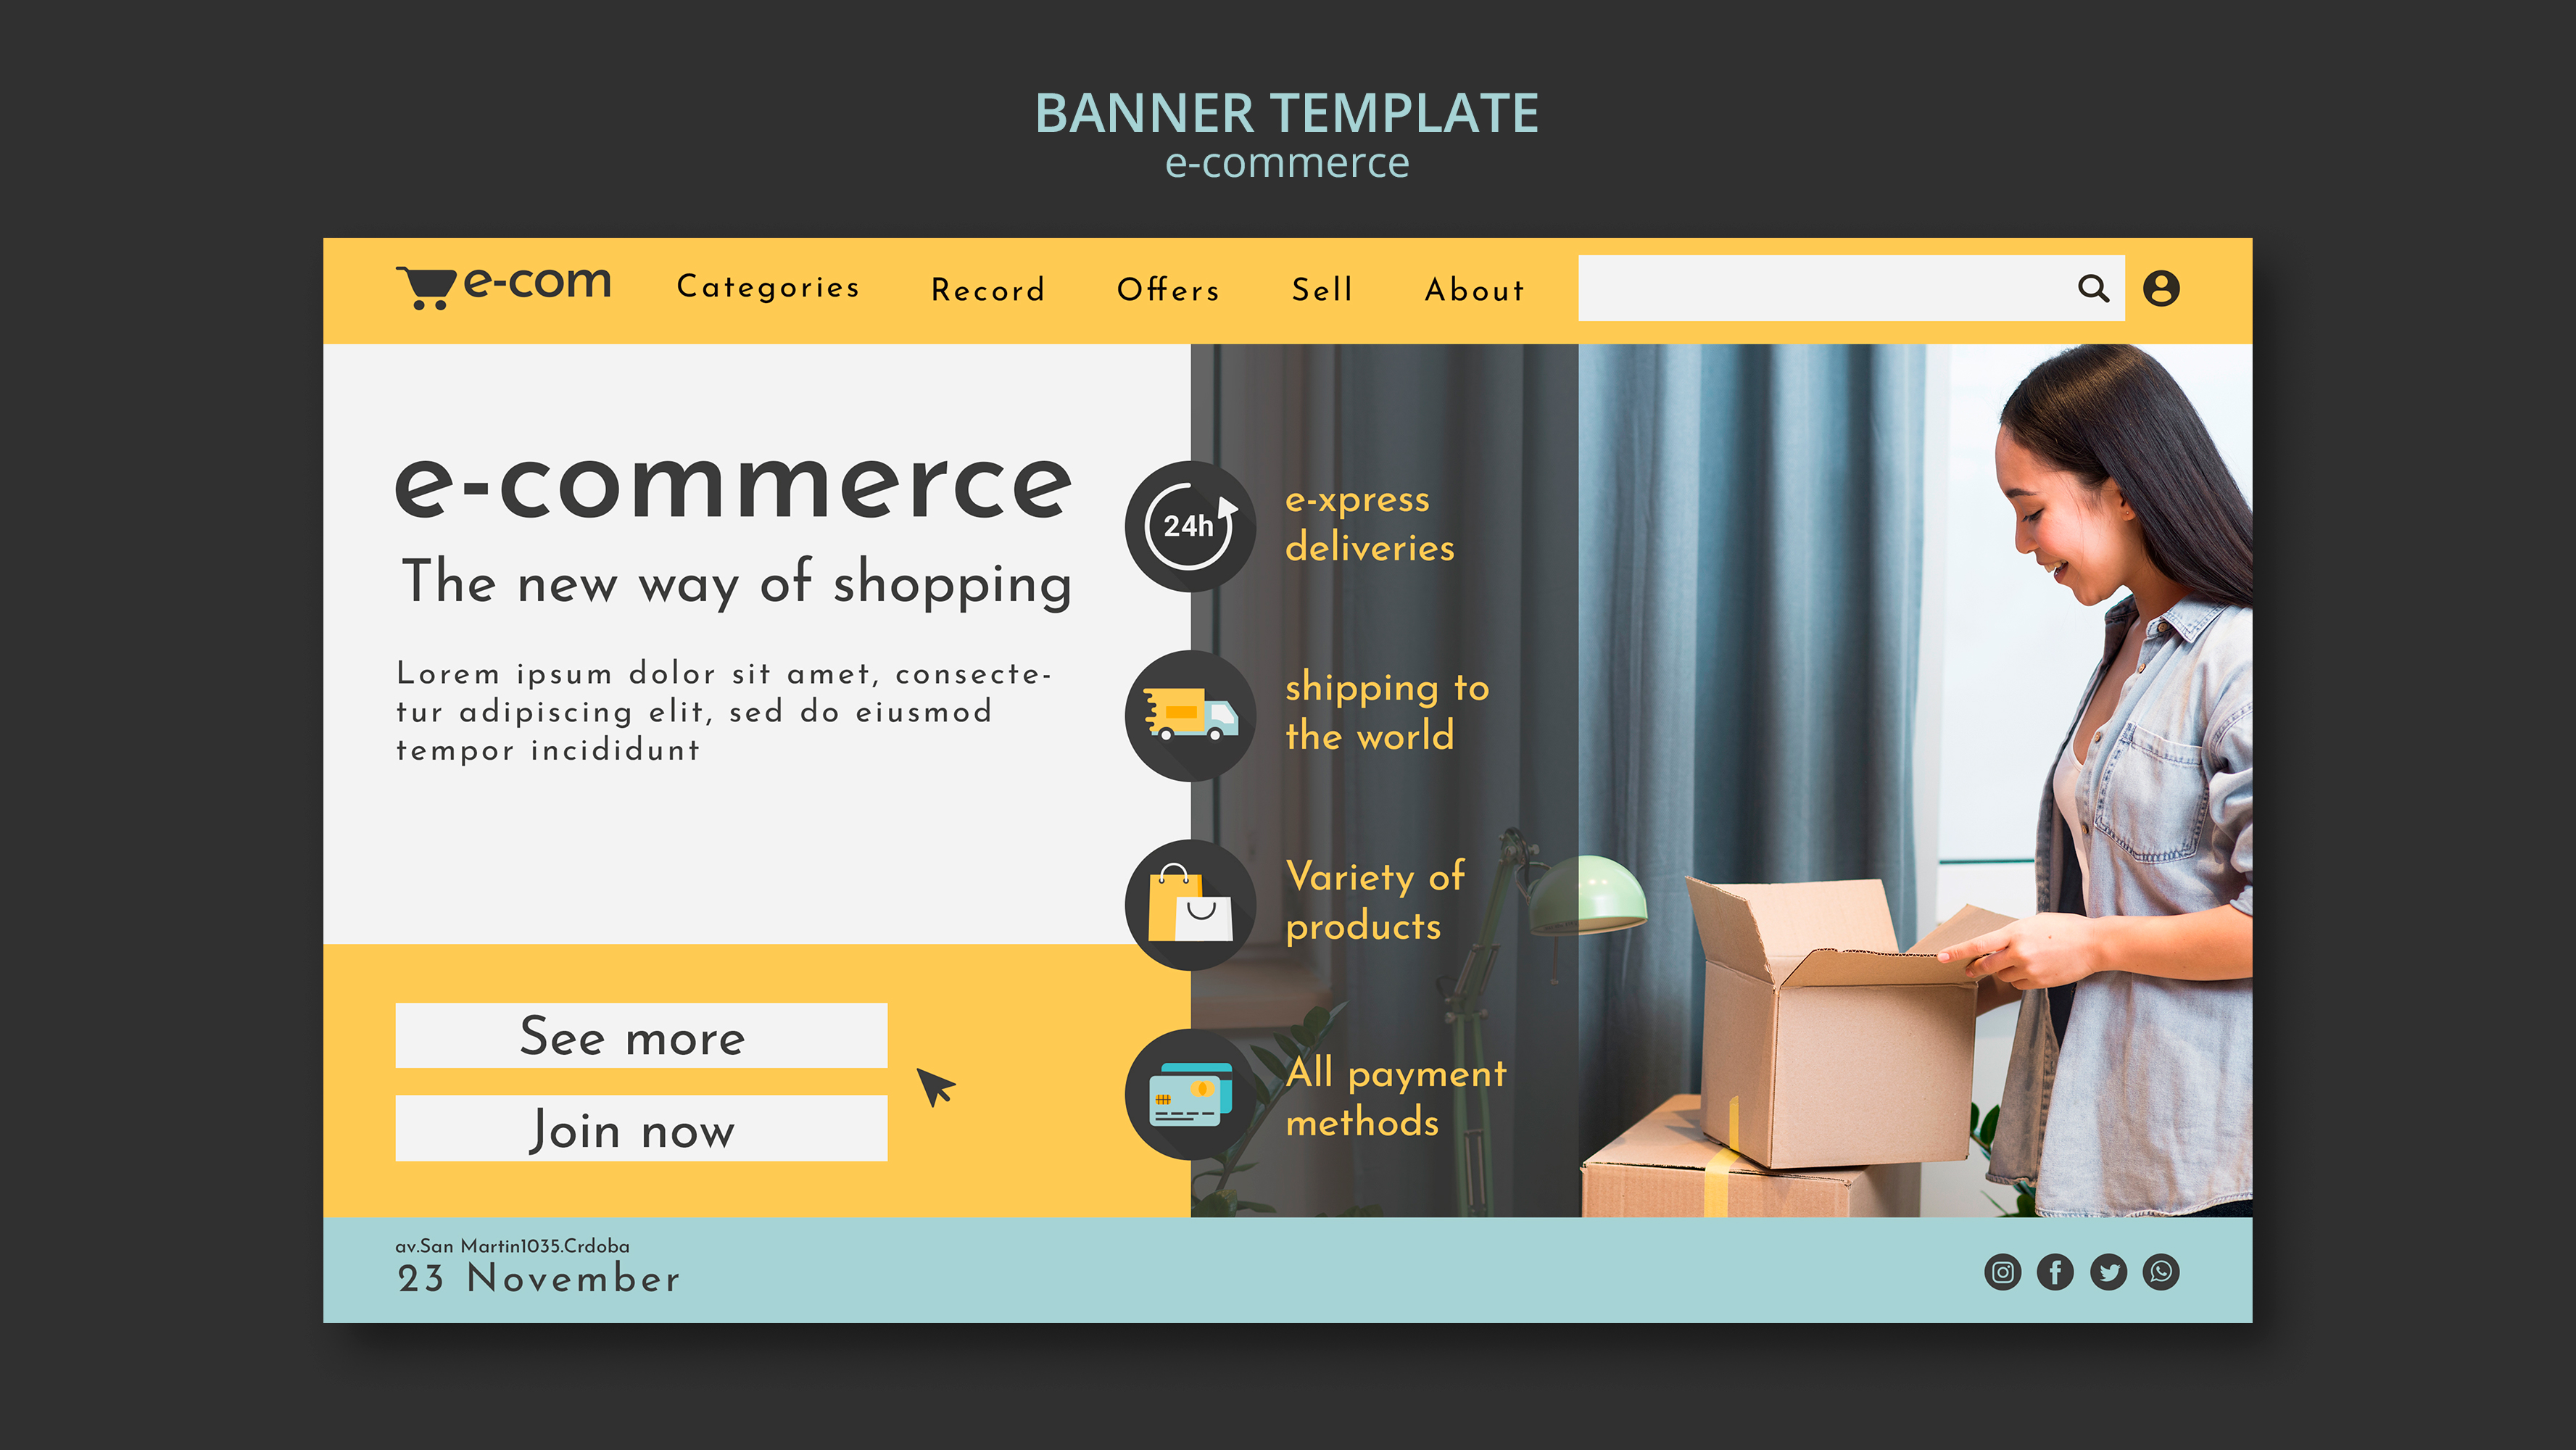 BANNER TEMPLATE
e-commerce
e-com
Categories
Record
Offers
Sell
About
e-commerce
The new way of shopping
Lorem ipsum dolor sit amet, consecte-
tur adipiscing elit, sed do eiusmod
tempor incididunt
24h
e-xpress
deliveries
shipping to
the world
Variety of
products
All payment
methods
See more
Join now
av.San Martin1035.Crdoba
23 November